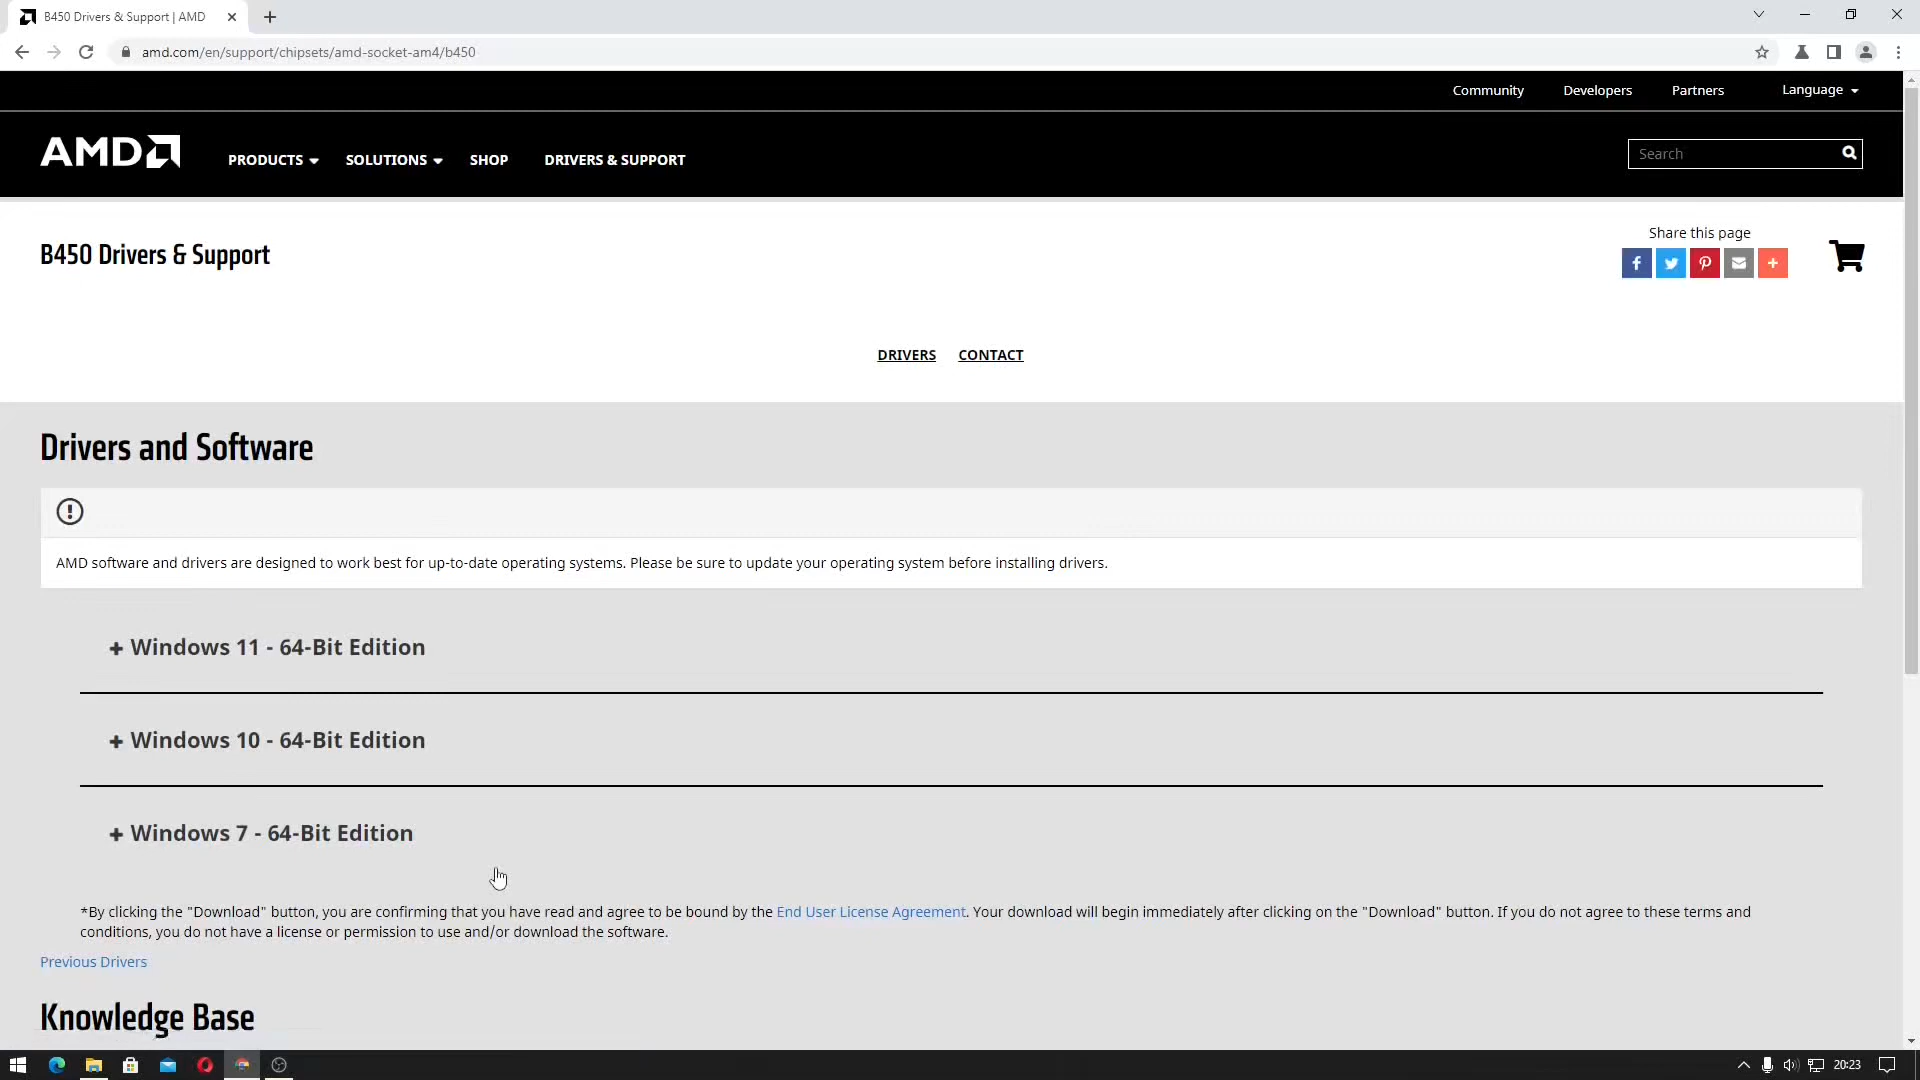 B450 Drivers & Support | AMD
amd.com/en/support/chipsets/amd-socket-am4/b450
Community
Developers
Partners
Language
AMD
PRODUCTS
SOLUTIONS
SHOP
DRIVERS & SUPPORT
Search
B450 Drivers & Support
Share this page
DRIVERS
CONTACT
Drivers and Software
AMD software and drivers are designed to work best for up-to-date operating systems. Please be sure to update your operating system before installing drivers.
+ Windows 11 - 64-Bit Edition
+ Windows 10 - 64-Bit Edition
+ Windows 7 - 64-Bit Edition
*By clicking the "Download" button, you are confirming that you have read and agree to be bound by the End User License Agreement. Your download will begin immediately after clicking on the "Download" button. If you do not agree to these terms and
conditions, you do not have a license or permission to use and/or download the software.
Previous Drivers
Knowledge Base
20:23